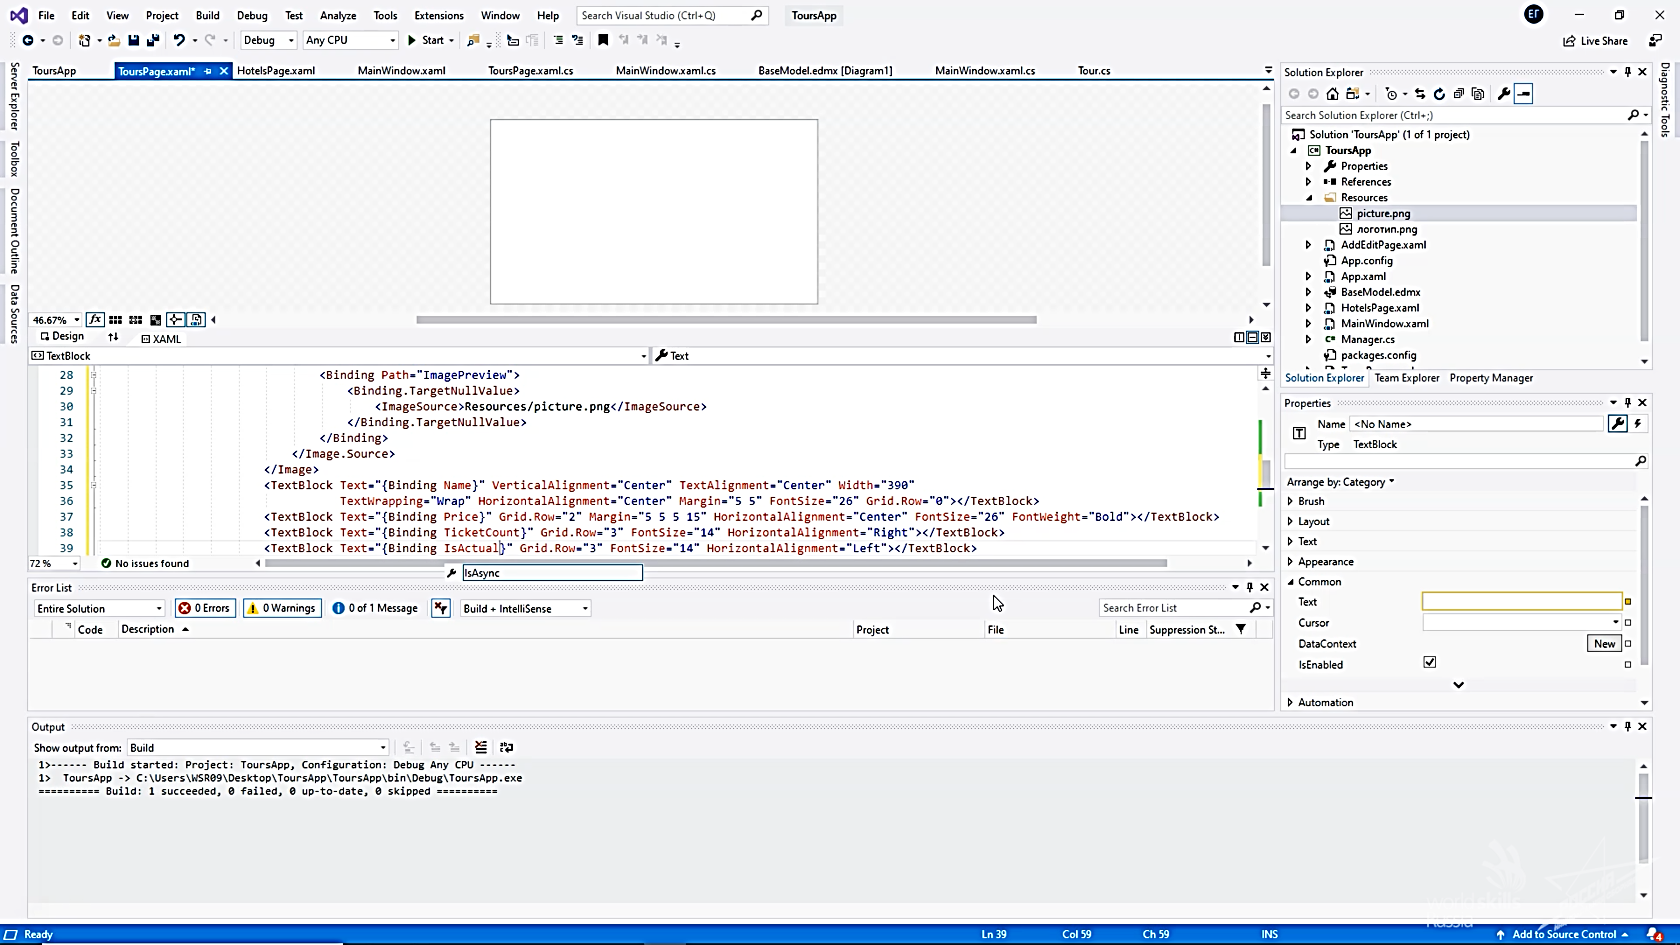 File Edit View Project Build Debug Test Analyze Tools Extensions Window Help Search Visual Studio (Ctrl+Q) ToursApp ЕГ
Debug Any CPU Start Live Share
ToursApp ToursPage.xaml* HotelsPage.xaml MainWindow.xaml ToursPage.xaml.cs MainWindow.xaml.cs BaseModel.edmx [Diagram1] MainWindow.xaml.cs Tour.cs
Server Explorer
Toolbox
Document Outline
Data Sources
46.67%
Design XAML
TextBlock Text
28 <Binding Path="ImagePreview">
29 <Binding.TargetNullValue>
30 <ImageSource>Resources/picture.png</ImageSource>
31 </Binding.TargetNullValue>
32 </Binding>
33 </Image.Source>
34 </Image>
35 <TextBlock Text="{Binding Name}" VerticalAlignment="Center" TextAlignment="Center" Width="390"
36 TextWrapping="Wrap" HorizontalAlignment="Center" Margin="5 5" FontSize="26" Grid.Row="0"></TextBlock>
37 <TextBlock Text="{Binding Price}" Grid.Row="2" Margin="5 5 5 15" HorizontalAlignment="Center" FontSize="26" FontWeight="Bold"></TextBlock>
38 <TextBlock Text="{Binding TicketCount}" Grid.Row="3" FontSize="14" HorizontalAlignment="Right"></TextBlock>
39 <TextBlock Text="{Binding IsActual}" Grid.Row="3" FontSize="14" HorizontalAlignment="Left"></TextBlock>
72 % No issues found
IsAsync
Error List
Entire Solution 0 Errors 0 Warnings 0 of 1 Message Build + IntelliSense Search Error List
Code Description Project File Line Suppression St...
Output
Show output from: Build
1>------ Build started: Project: ToursApp, Configuration: Debug Any CPU ------
1> ToursApp -> C:\Users\WSR09\Desktop\ToursApp\ToursApp\bin\Debug\ToursApp.exe
========== Build: 1 succeeded, 0 failed, 0 up-to-date, 0 skipped ==========
Solution Explorer
Search Solution Explorer (Ctrl+;)
Solution 'ToursApp' (1 of 1 project)
ToursApp
Properties
References
Resources
picture.png
логотип.png
AddEditPage.xaml
App.config
App.xaml
BaseModel.edmx
HotelsPage.xaml
MainWindow.xaml
Manager.cs
packages.config
Solution Explorer Team Explorer Property Manager
Properties
Name <No Name>
Type TextBlock
Arrange by: Category
Brush
Layout
Text
Appearance
Common
Text
Cursor
DataContext New
IsEnabled
Automation
Diagnostic Tools
Ready Ln 39 Col 59 Ch 59 INS Add to Source Control 4